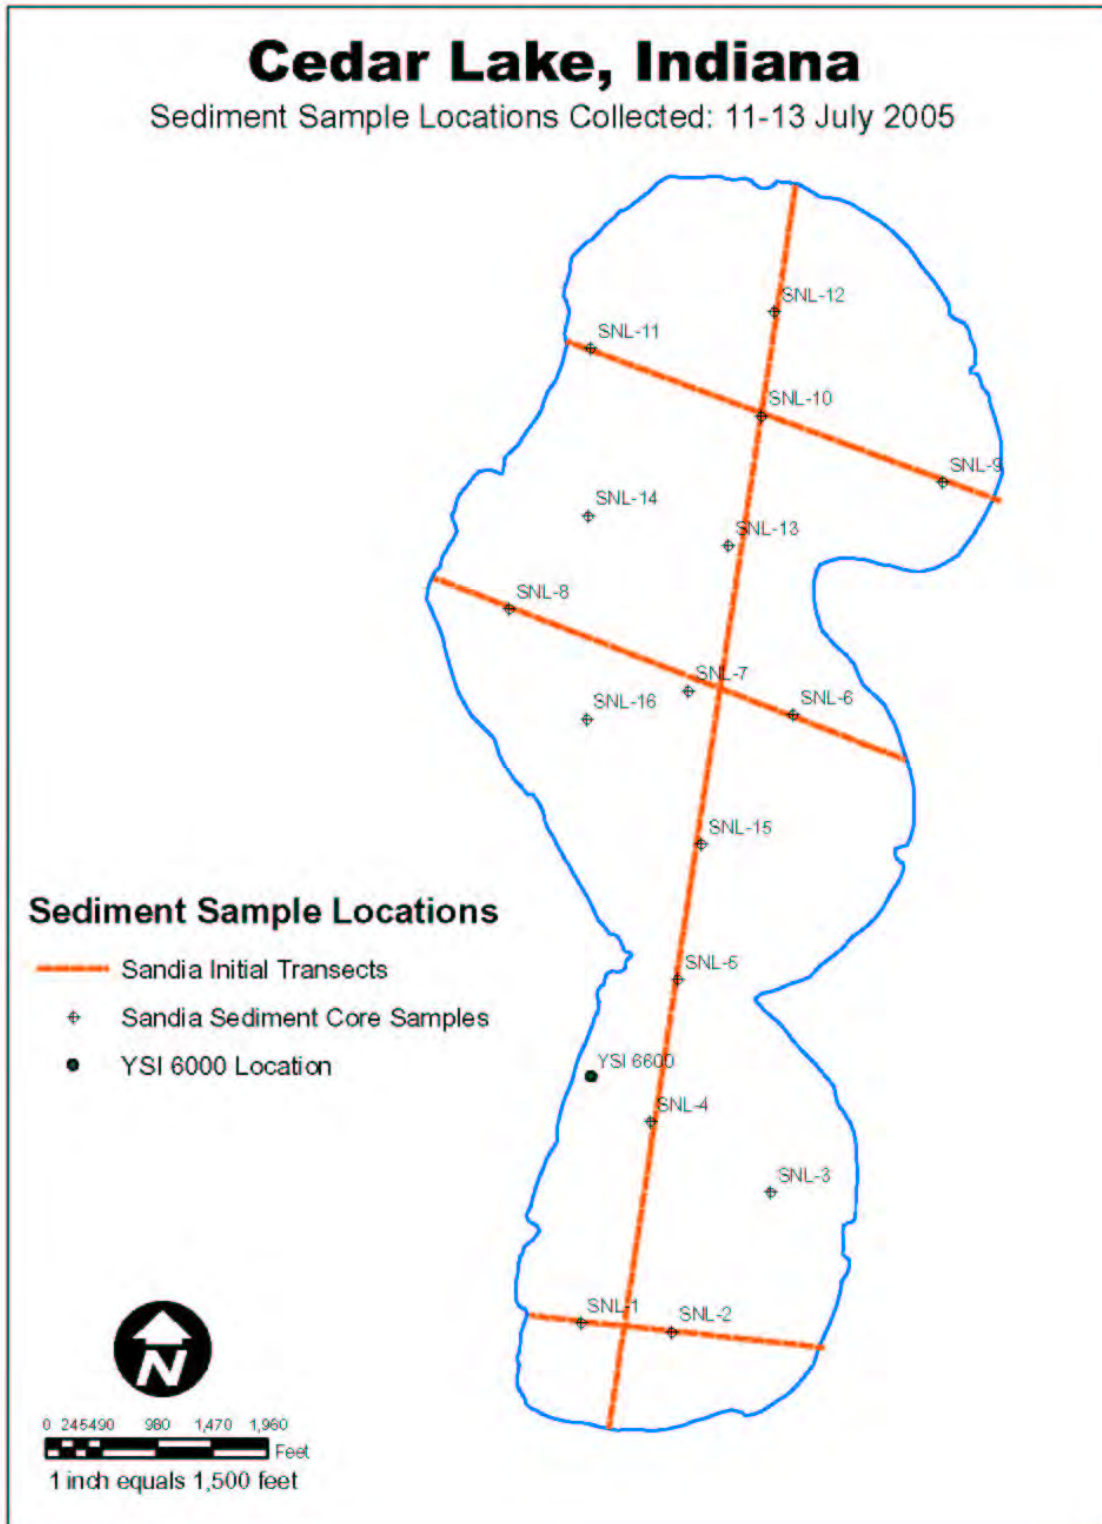 Cedar Lake, Indiana
Sediment Sample Locations Collected: 11-13 July 2005
SNL-12
SNL-11
SNL-10
SNL-9
SNL-14
SNL-13
SNL-8
SNL-7
SNL-6
SNL-16
SNL-15
SNL-6
YSI 6600
SNL-4
SNL-3
SNL-1
SNL-2
Sediment Sample Locations
Sandia Initial Transects
Sandia Sediment Core Samples
YSI 6000 Location
N
0 245490 980 1,470 1,960
Feet
1 inch equals 1,500 feet